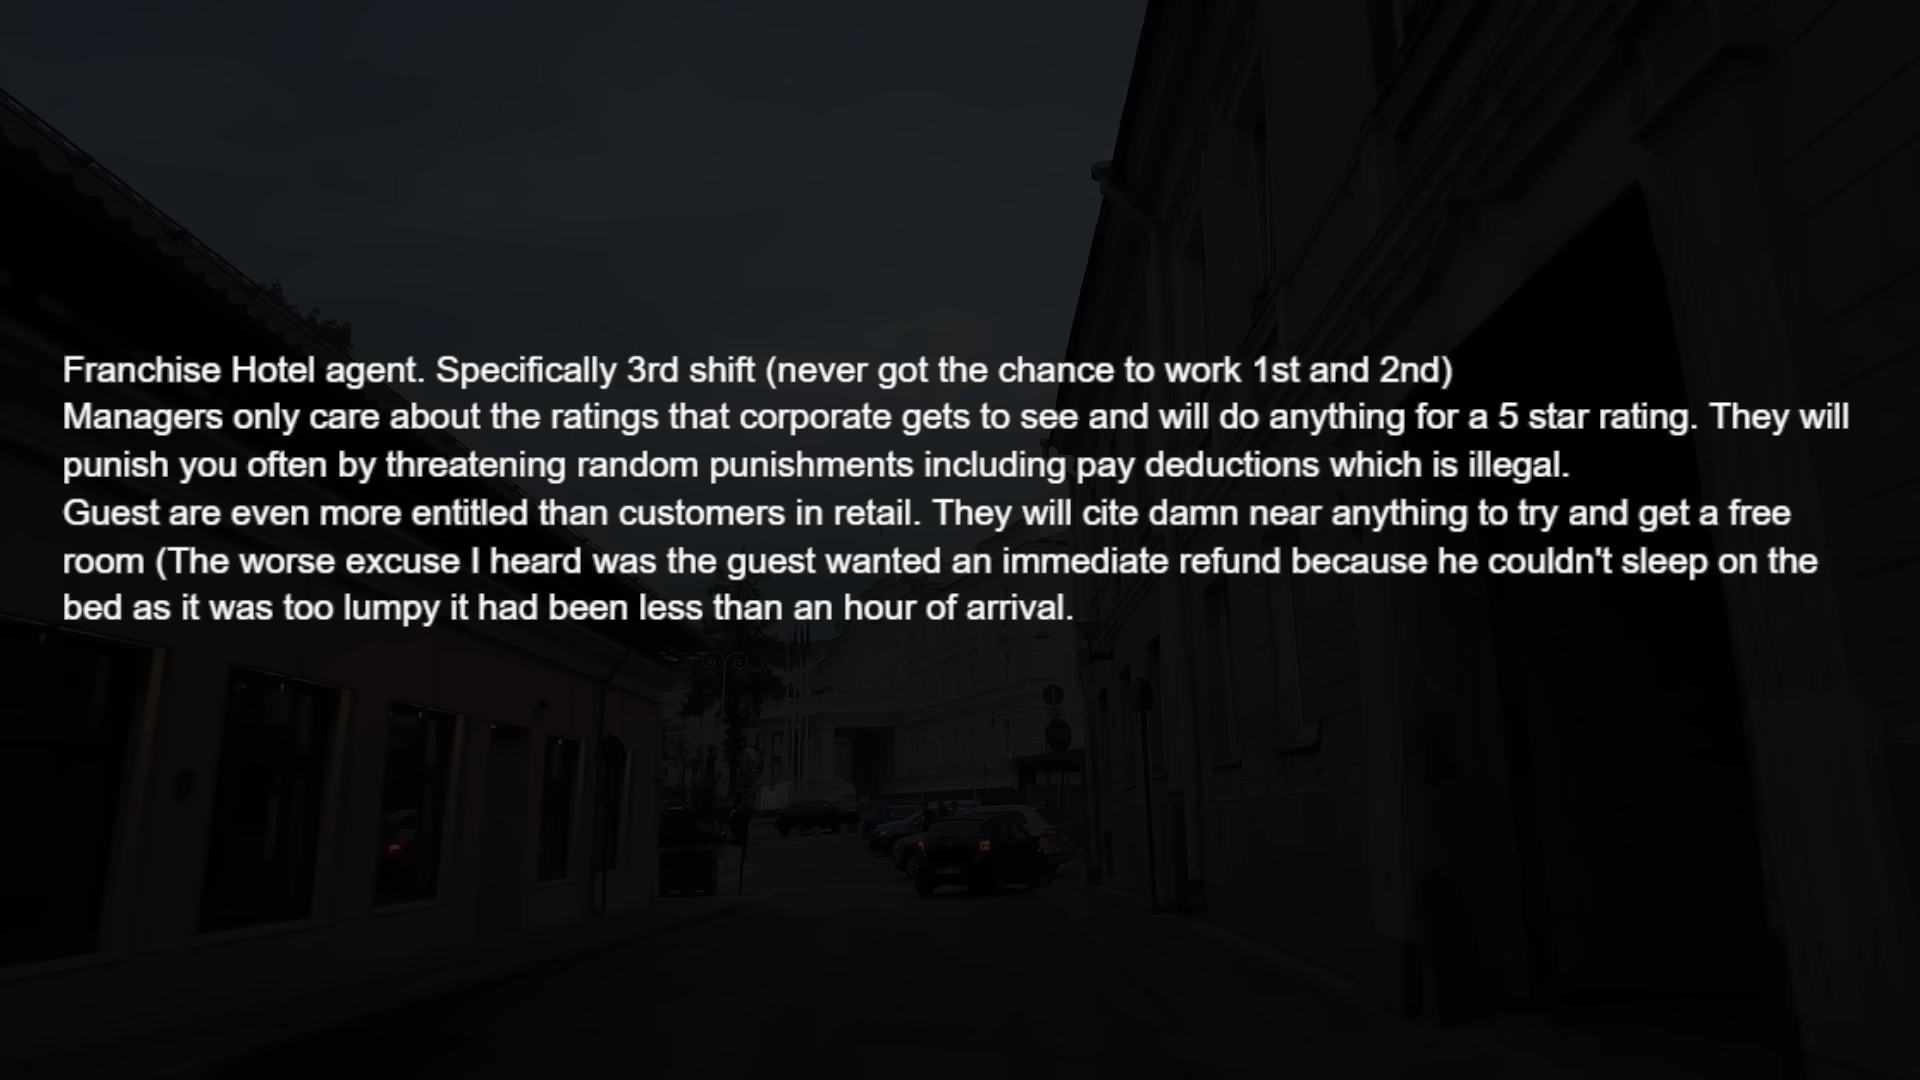 Franchise Hotel agent. Specifically 3rd shift (never got the chance to work 1st and 2nd)
Managers only care about the ratings that corporate gets to see and will do anything for a 5 star rating. They will
punish you often by threatening random punishments including pay deductions which is illegal.
Guest are even more entitled than customers in retail. They will cite damn near anything to try and get a free
room (The worse excuse I heard was the guest wanted an immediate refund because he couldn't sleep on the
bed as it was too lumpy it had been less than an hour of arrival.